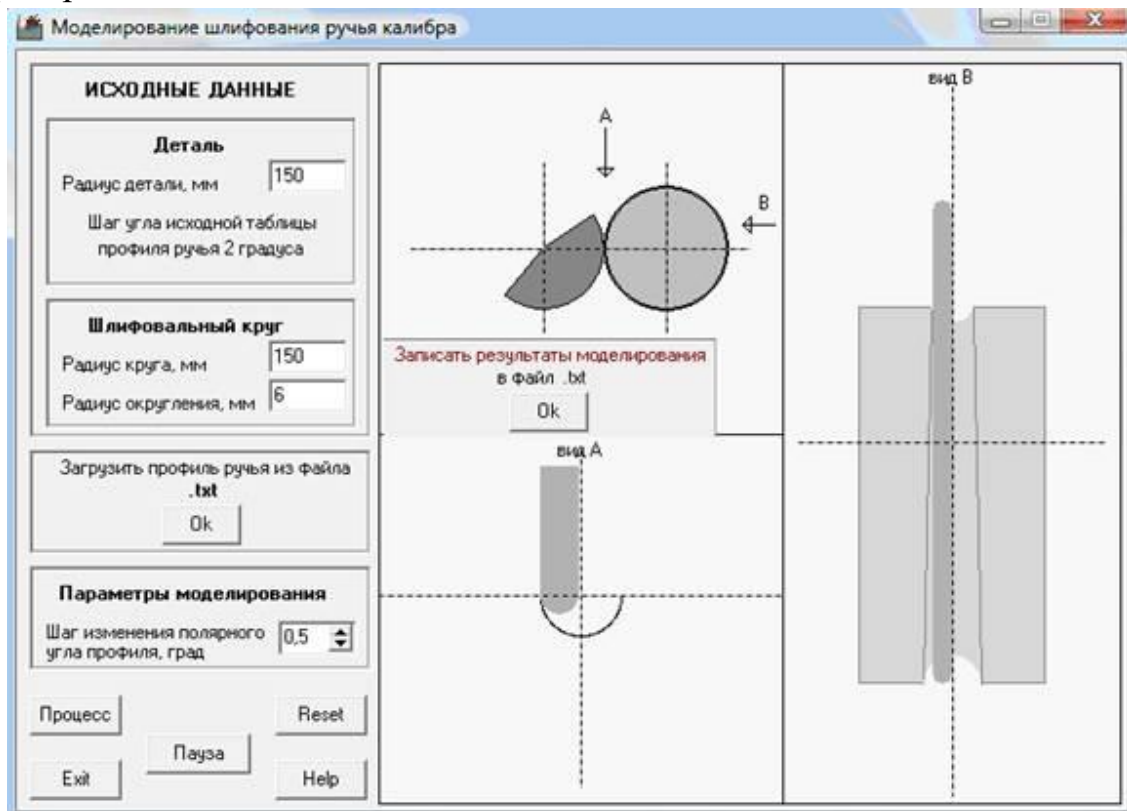 Моделирование шлифования ручья калибра
ИСХОДНЫЕ ДАННЫЕ
Деталь
Радиус детали, мм 150
Шаг угла исходной таблицы
профиля ручья 2 градуса
Шлифовальный круг
Радиус круга, мм 150
Радиус округления, мм 6
Загрузить профиль ручья из файла
.txt
Ok
Параметры моделирования
Шаг изменения полярного
угла профиля, град 0,5
Процесс
Reset
Пауза
Exit
Help
A
B
Записать результаты моделирования
в файл .txt
Ok
вид A
вид B